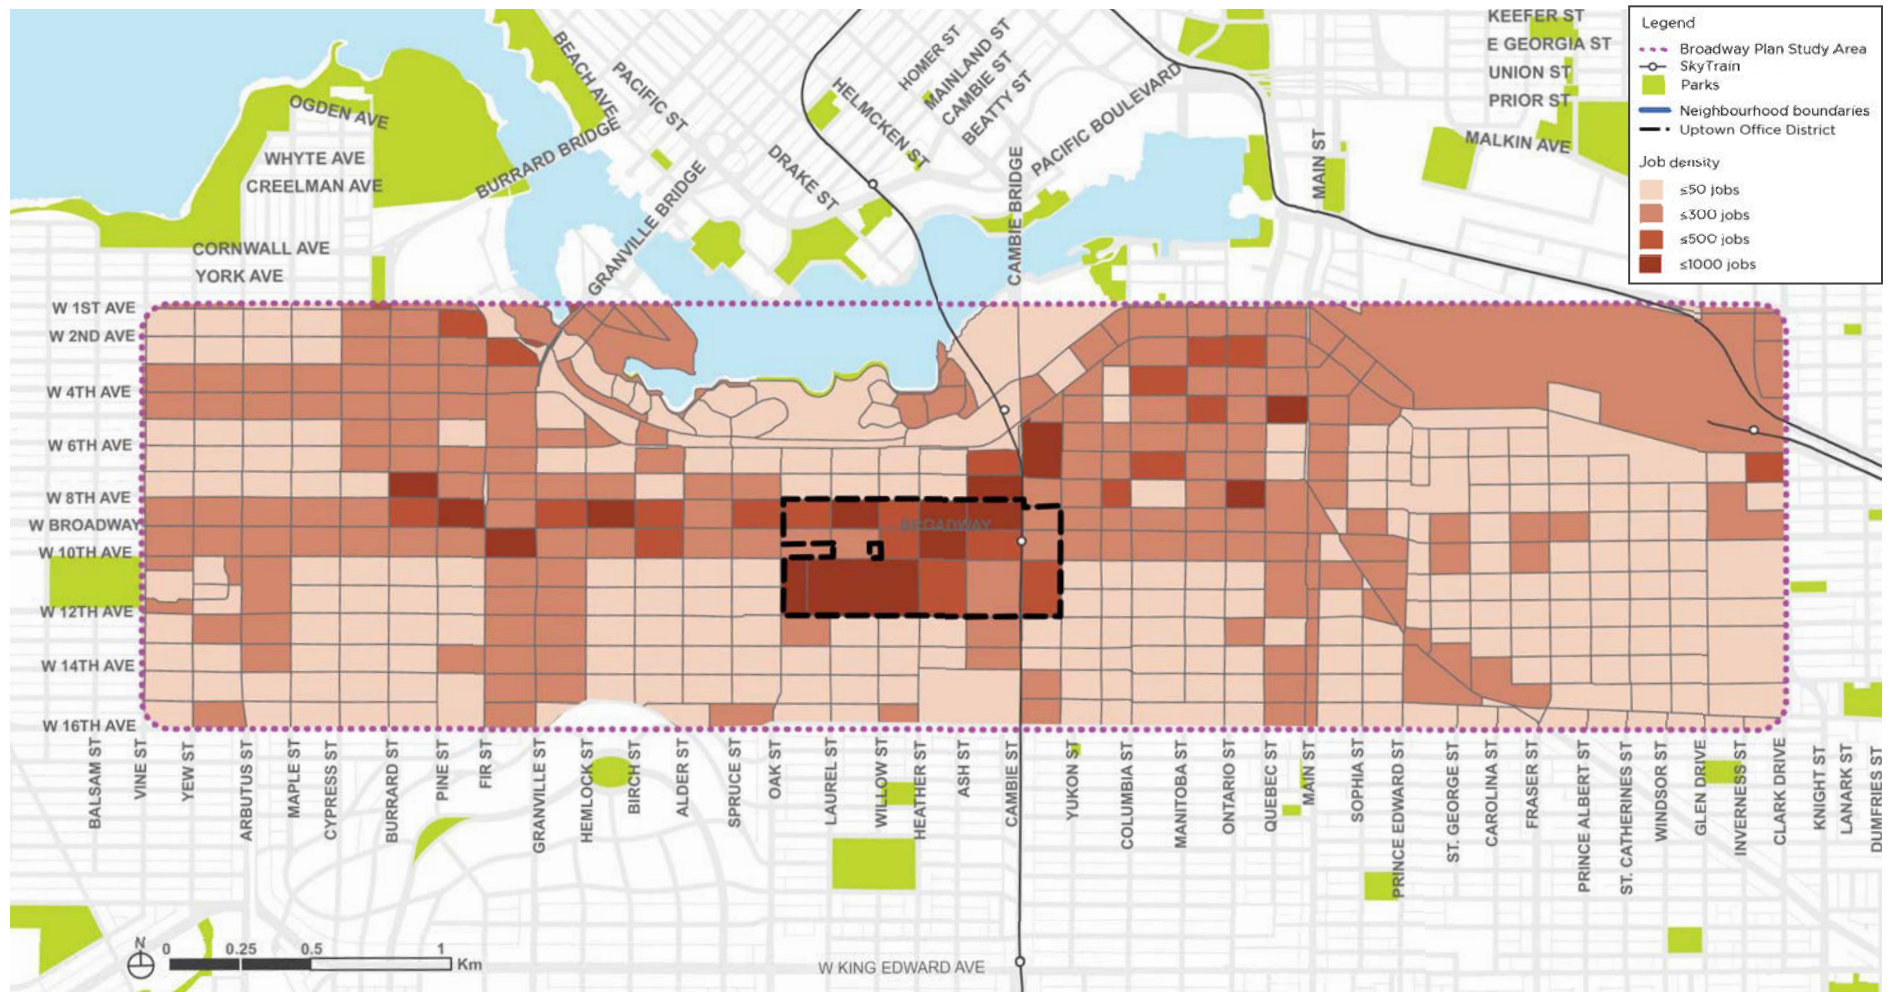 KEEFER ST
E GEORGIA ST
UNION ST
PRIOR ST
MALKIN AVE
Legend
Broadway Plan Study Area
SkyTrain
Parks
Neighbourhood boundaries
Uptown Office District
Job density
≤50 jobs
≤300 jobs
≤500 jobs
≤1000 jobs
BEACH AVE
PACIFIC ST
HOMER ST
MAINLAND ST
CAMBIE ST
BEATTY ST
HELMCKEN ST
PACIFIC BOULEVARD
DRAKE ST
MAIN ST
OGDEN AVE
WHYTE AVE
CREELMAN AVE
BURRARD BRIDGE
GRANVILLE BRIDGE
CAMBIE BRIDGE
CORNWALL AVE
YORK AVE
W 1ST AVE
W 2ND AVE
W 4TH AVE
W 6TH AVE
W 8TH AVE
W BROADWAY
BROADWAY
W 10TH AVE
W 12TH AVE
W 14TH AVE
W 16TH AVE
BALSAM ST
VINE ST
YEW ST
ARBUTUS ST
MAPLE ST
CYPRESS ST
BURRARD ST
PINE ST
FIR ST
GRANVILLE ST
HEMLOCK ST
BIRCH ST
ALDER ST
SPRUCE ST
OAK ST
LAUREL ST
WILLOW ST
HEATHER ST
ASH ST
CAMBIE ST
YUKON ST
COLUMBIA ST
MANITOBA ST
ONTARIO ST
QUEBEC ST
MAIN ST
SOPHIA ST
PRINCE EDWARD ST
ST. GEORGE ST
CAROLINA ST
FRASER ST
PRINCE ALBERT ST
ST. CATHERINES ST
WINDSOR ST
GLEN DRIVE
INVERNESS ST
CLARK DRIVE
KNIGHT ST
LANARK ST
DUMFRIES ST
N
0 0.25 0.5 1
Km
W KING EDWARD AVE